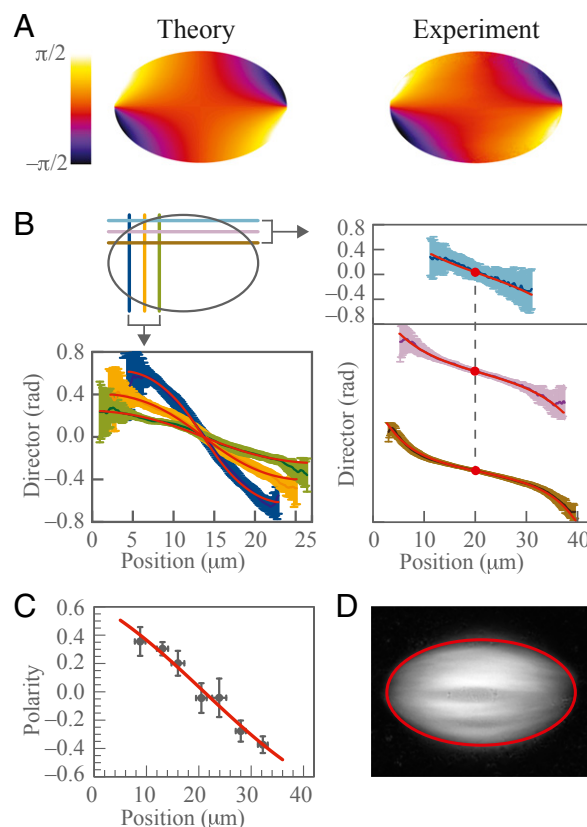 A
Theory
Experiment
π/2
−π/2
B
0.8
0.4
0.0
−0.4
−0.8
Director (rad)
0
5
10
15
20
25
Position (μm)
0.8
0.4
0.0
−0.4
−0.8
Director (rad)
0
10
20
30
40
Position (μm)
C
0.6
0.4
0.2
0.0
−0.2
−0.4
−0.6
Polarity
0
10
20
30
40
Position (μm)
D